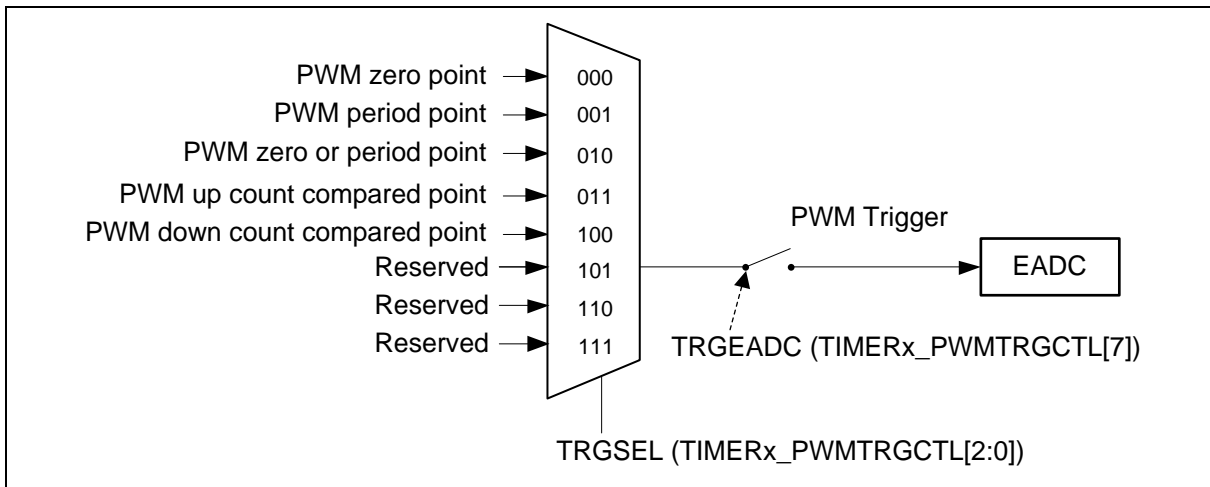 PWM zero point
000
PWM period point
001
PWM zero or period point
010
PWM up count compared point
011
PWM down count compared point
100
Reserved
101
Reserved
110
Reserved
111
PWM Trigger
EADC
TRGEADC (TIMERx_PWMTRGCTL[7])
TRGSEL (TIMERx_PWMTRGCTL[2:0])